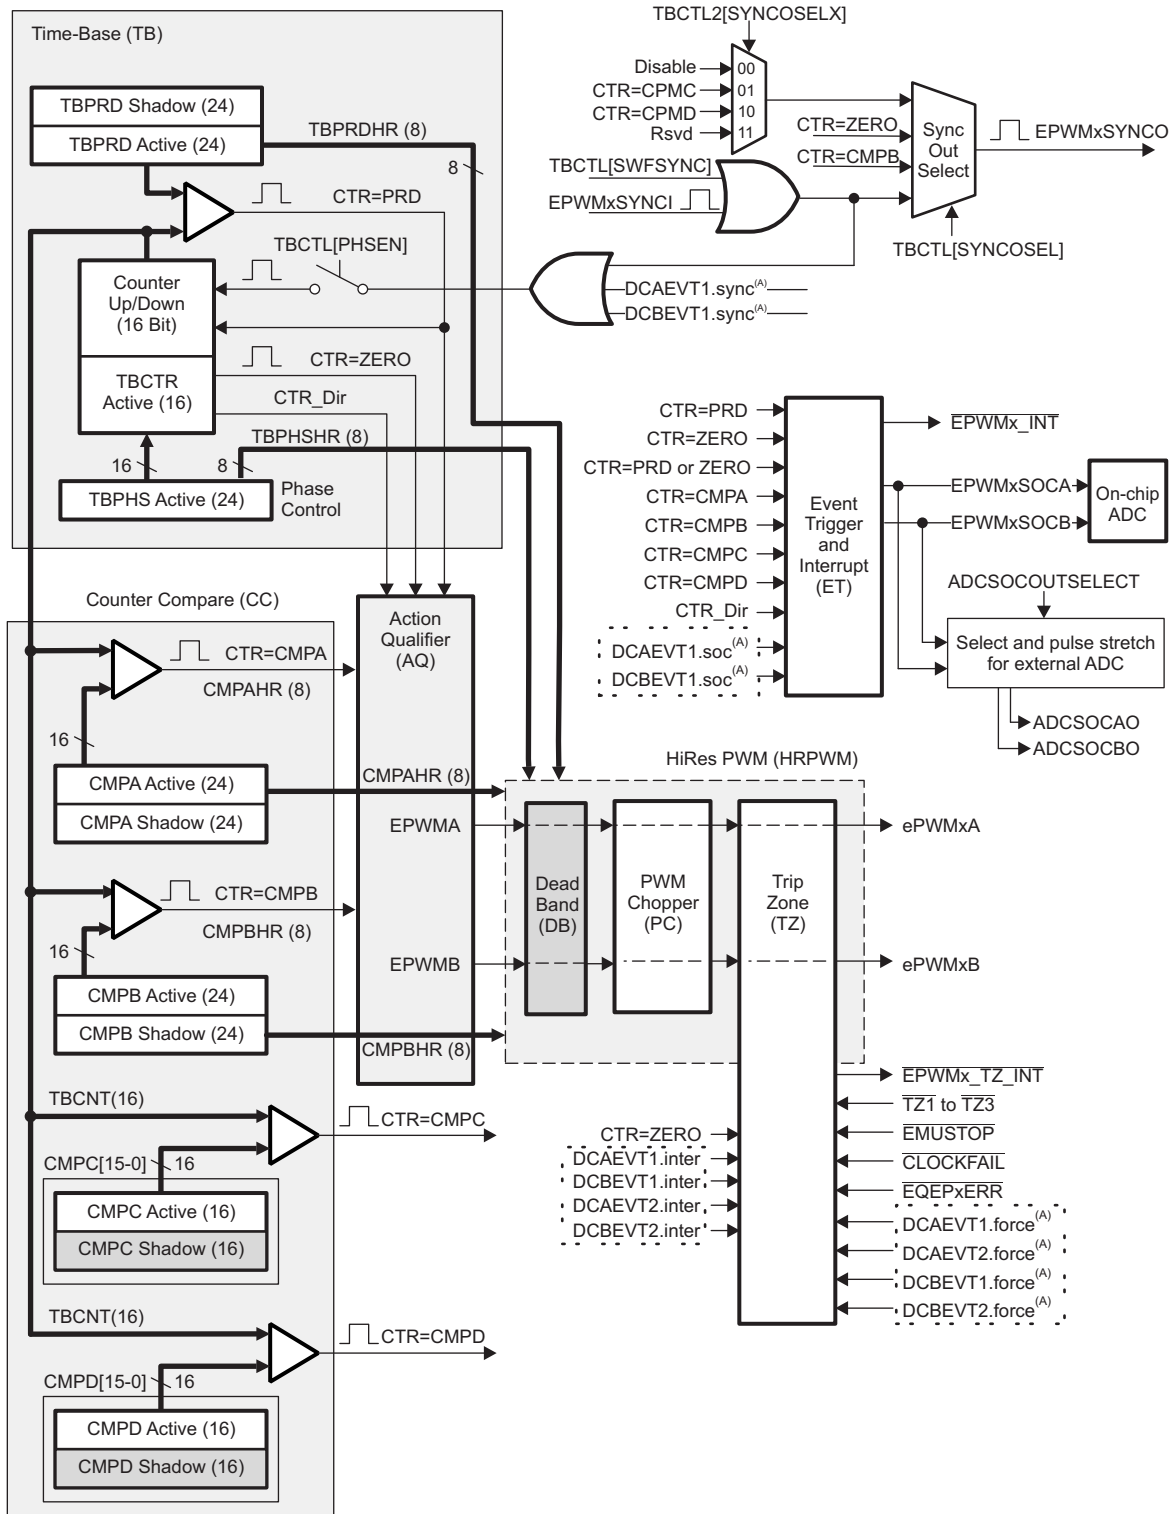 TBCTL2[SYNCOSELX]
Time-Base (TB)
Disable
00
CTR=CPMC
01
CTR=CPMD
10
Rsvd
11
TBPRD Shadow (24)
TBPRD Active (24)
TBPRDHR (8)
8
CTR=ZERO
CTR=CMPB
Sync
Out
Select
EPWMxSYNCO
TBCTL[SWFSYNC]
EPWMxSYNCI
TBCTL[SYNCOSEL]
CTR=PRD
TBCTL[PHSEN]
Counter
Up/Down
(16 Bit)
DCAEVT1.sync(A)
DCBEVT1.sync(A)
CTR=ZERO
TBCTR
Active (16)
CTR_Dir
TBPHSHR (8)
16
8
TBPHS Active (24)
Phase
Control
CTR=PRD
CTR=ZERO
CTR=PRD or ZERO
CTR=CMPA
CTR=CMPB
CTR=CMPC
CTR=CMPD
CTR_Dir
DCAEVT1.soc(A)
DCBEVT1.soc(A)
Event
Trigger
and
Interrupt
(ET)
EPWMx_INT
EPWMxSOCA
EPWMxSOCB
On-chip
ADC
ADCSOCOUTSELECT
Select and pulse stretch
for external ADC
ADCSOCAO
ADCSOCBO
Counter Compare (CC)
Action
Qualifier
(AQ)
CTR=CMPA
CMPAHR (8)
16
CMPA Active (24)
CMPA Shadow (24)
CMPAHR (8)
HiRes PWM (HRPWM)
EPWMA
ePWMxA
CTR=CMPB
CMPBHR (8)
16
Dead
Band
(DB)
PWM
Chopper
(PC)
Trip
Zone
(TZ)
EPWMB
ePWMxB
CMPB Active (24)
CMPB Shadow (24)
CMPBHR (8)
TBCNT(16)
CTR=CMPC
CMPC[15-0]
16
CMPC Active (16)
CMPC Shadow (16)
EPWMx_TZ_INT
TZ1 to TZ3
EMUSTOP
CLOCKFAIL
EQEPxERR
DCAEVT1.force(A)
DCAEVT2.force(A)
DCBEVT1.force(A)
DCBEVT2.force(A)
CTR=ZERO
DCAEVT1.inter
DCBEVT1.inter
DCAEVT2.inter
DCBEVT2.inter
TBCNT(16)
CTR=CMPD
CMPD[15-0]
16
CMPD Active (16)
CMPD Shadow (16)